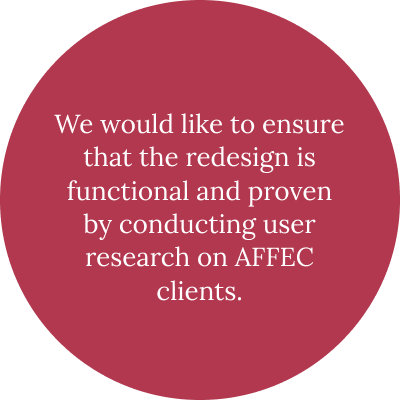 We would like to ensure
that the redesign is
functional and proven
by conducting user
research on AFFEC
clients.